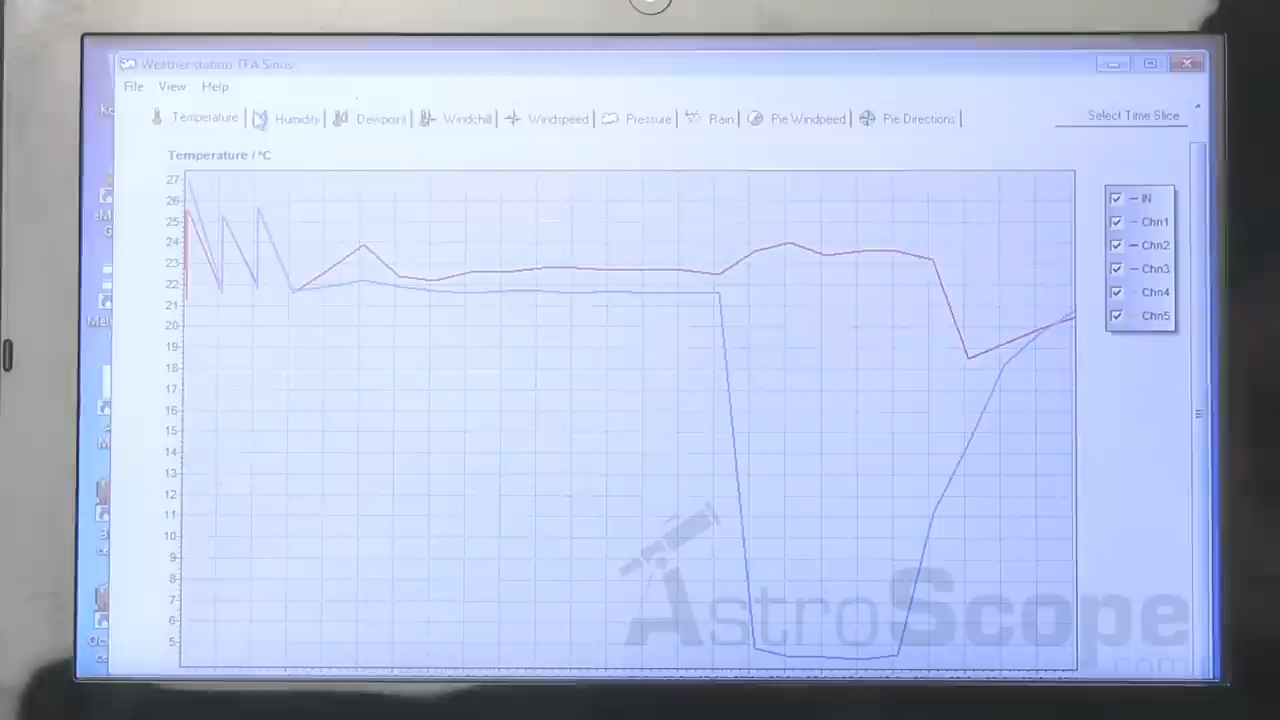 Weather station TFA Sinus
File View Help
Temperature Humidity Dewpoint Windchill Windspeed Pressure Rain Pie Windpeed Pie Directions
Select Time Slice
Temperature / °C
27
26
25
24
23
22
21
20
19
18
17
16
15
14
13
12
11
10
9
8
7
6
5
IN
Chn1
Chn2
Chn3
Chn4
Chn5
AstroScope
.com